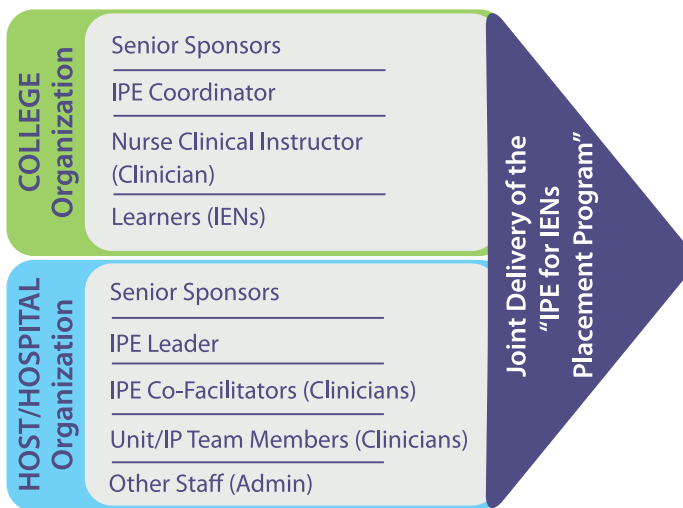 COLLEGE
Organization
Senior Sponsors
IPE Coordinator
Nurse Clinical Instructor
(Clinician)
Learners (IENs)
HOST/HOSPITAL
Organization
Senior Sponsors
IPE Leader
IPE Co-Facilitators (Clinicians)
Unit/IP Team Members (Clinicians)
Other Staff (Admin)
Joint Delivery of the
“IPE for IENs
Placement Program”